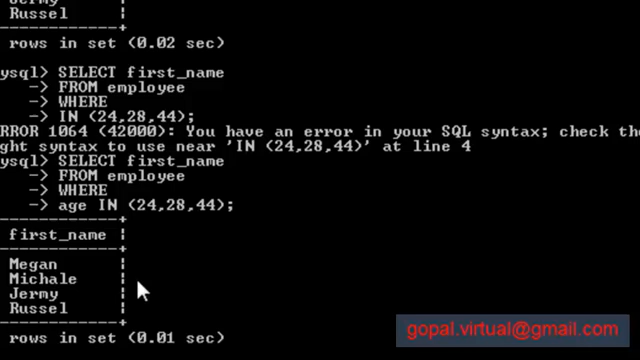 Russel
rows in set (0.02 sec)
ysql> SELECT first_name
-> FROM employee
-> WHERE
-> IN (24,28,44);
RROR 1064 (42000): You have an error in your SQL syntax; check the
ght syntax to use near 'IN (24,28,44)' at line 4
ysql> SELECT first_name
-> FROM employee
-> WHERE
-> age IN (24,28,44);
first_name
Megan
Michale
Jermy
Russel
rows in set (0.01 sec)
gopal.virtual@gmail.com